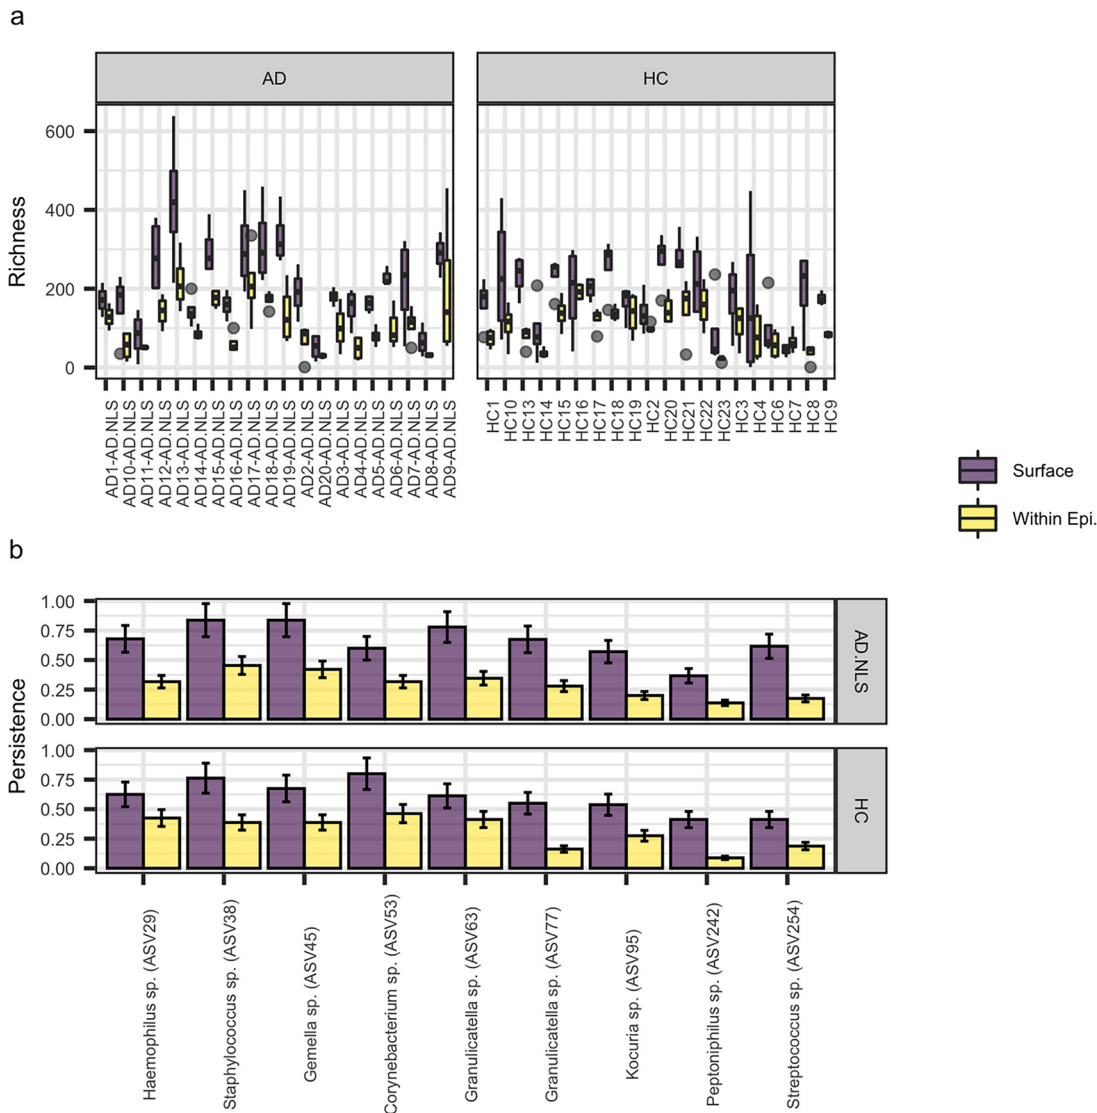 a
AD
HC
Richness
600
400
200
0
AD1-AD.NLS
AD10-AD.NLS
AD11-AD.NLS
AD12-AD.NLS
AD13-AD.NLS
AD14-AD.NLS
AD15-AD.NLS
AD16-AD.NLS
AD17-AD.NLS
AD18-AD.NLS
AD19-AD.NLS
AD2-AD.NLS
AD20-AD.NLS
AD3-AD.NLS
AD4-AD.NLS
AD5-AD.NLS
AD6-AD.NLS
AD7-AD.NLS
AD8-AD.NLS
AD9-AD.NLS
HC1
HC10
HC13
HC14
HC15
HC16
HC17
HC18
HC19
HC2
HC20
HC21
HC22
HC23
HC3
HC4
HC6
HC7
HC8
HC9
Surface
Within Epi.
b
Persistence
1.00
0.75
0.50
0.25
0.00
AD.NLS
1.00
0.75
0.50
0.25
0.00
HC
Haemophilus sp. (ASV29)
Staphylococcus sp. (ASV38)
Gemella sp. (ASV45)
Corynebacterium sp. (ASV53)
Granulicatella sp. (ASV63)
Granulicatella sp. (ASV77)
Kocuria sp. (ASV95)
Peptoniphilus sp. (ASV242)
Streptococcus sp. (ASV254)